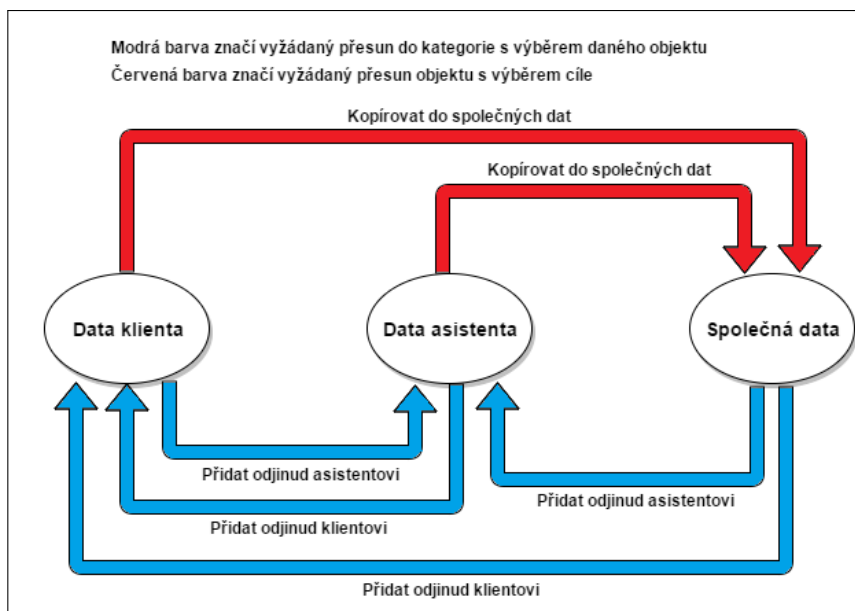 Modrá barva značí vyžádaný přesun do kategorie s výběrem daného objektu
Červená barva značí vyžádaný přesun objektu s výběrem cíle
Kopírovat do společných dat
Kopírovat do společných dat
Data klienta
Data asistenta
Společná data
Přidat odjinud asistentovi
Přidat odjinud asistentovi
Přidat odjinud klientovi
Přidat odjinud klientovi